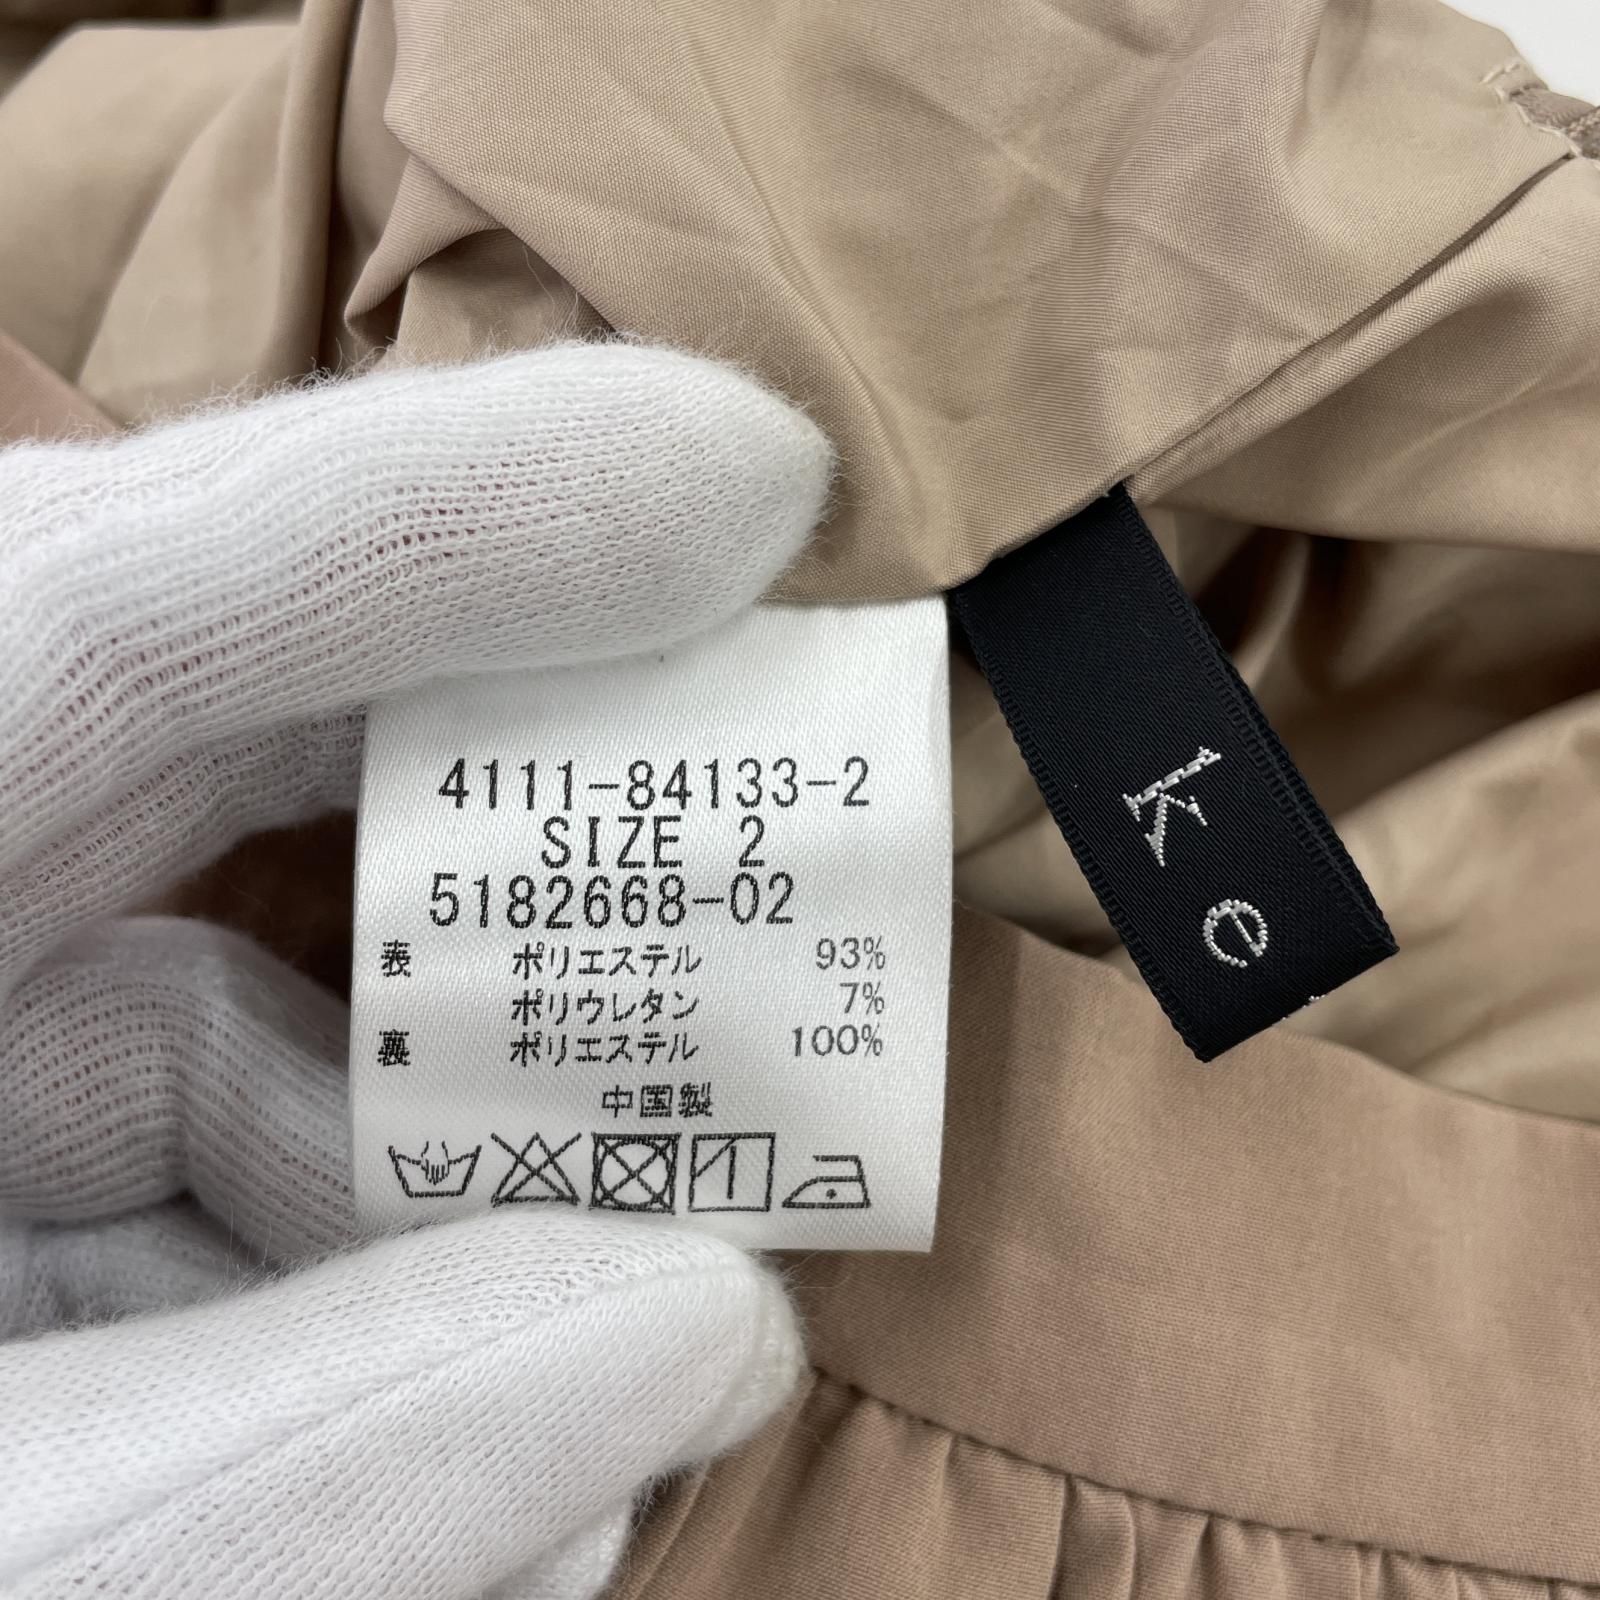 4111-84133-2
SIZE 2
5182668-02
表 ポリエステル 93%
ポリウレタン 7%
裏 ポリエステル 100%
中国製
K e